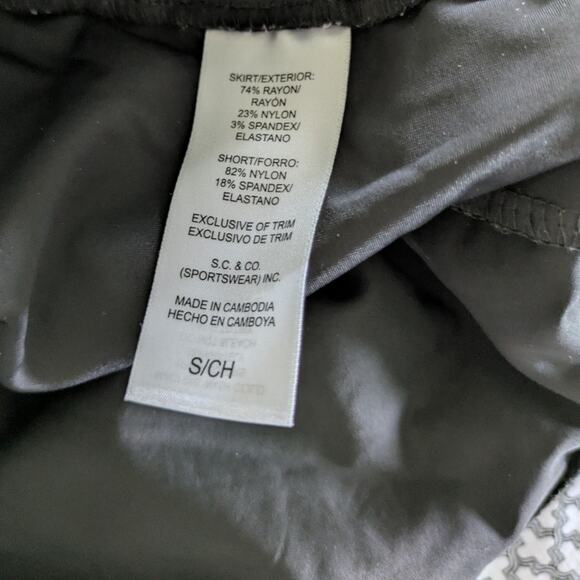 SKIRT/EXTERIOR:
74% RAYON/
RAYÓN
23% NYLON
3% SPANDEX/
ELASTANO
SHORT/FORRO:
82% NYLON
18% SPANDEX/
ELASTANO
EXCLUSIVE OF TRIM
EXCLUSIVO DE TRIM
S.C. & CO.
(SPORTSWEAR) INC.
MADE IN CAMBODIA
HECHO EN CAMBOYA
S/CH